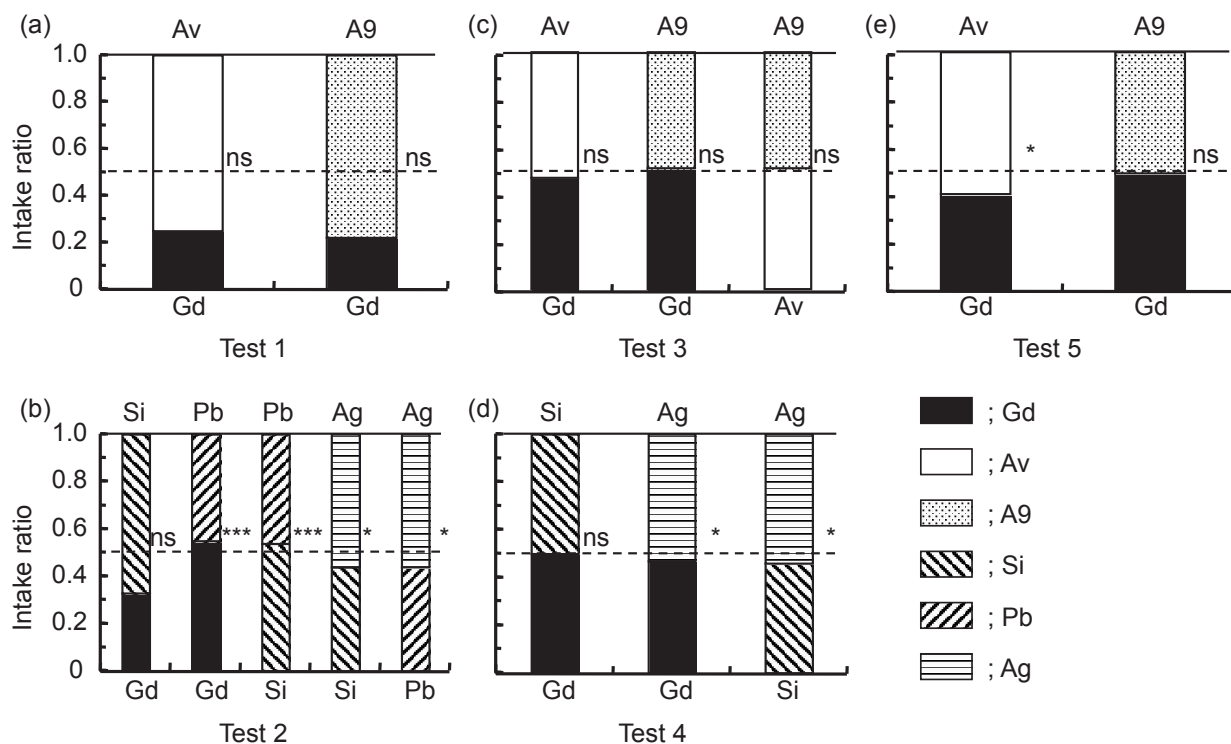 (a) Av A9
1.0
0.8
0.6
0.4
0.2
0
Intake ratio
ns ns
Gd Gd
Test 1
(c) Av A9 A9
ns ns ns
Gd Gd Av
Test 3
(e) Av A9
* ns
Gd Gd
Test 5
(b) Si Pb Pb Ag Ag
1.0
0.8
0.6
0.4
0.2
0
Intake ratio
ns *** *** * *
Gd Gd Si Si Pb
Test 2
(d) Si Ag Ag
ns * *
Gd Gd Si
Test 4
; Gd
; Av
; A9
; Si
; Pb
; Ag